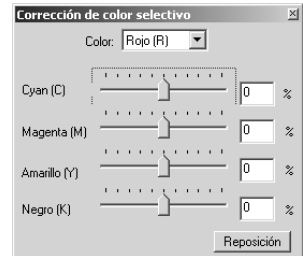 Corrección de color selectivo
Color: Rojo (R)
Cyan (C) 0 %
Magenta (M) 0 %
Amarillo (Y) 0 %
Negro (K) 0 %
Reposición